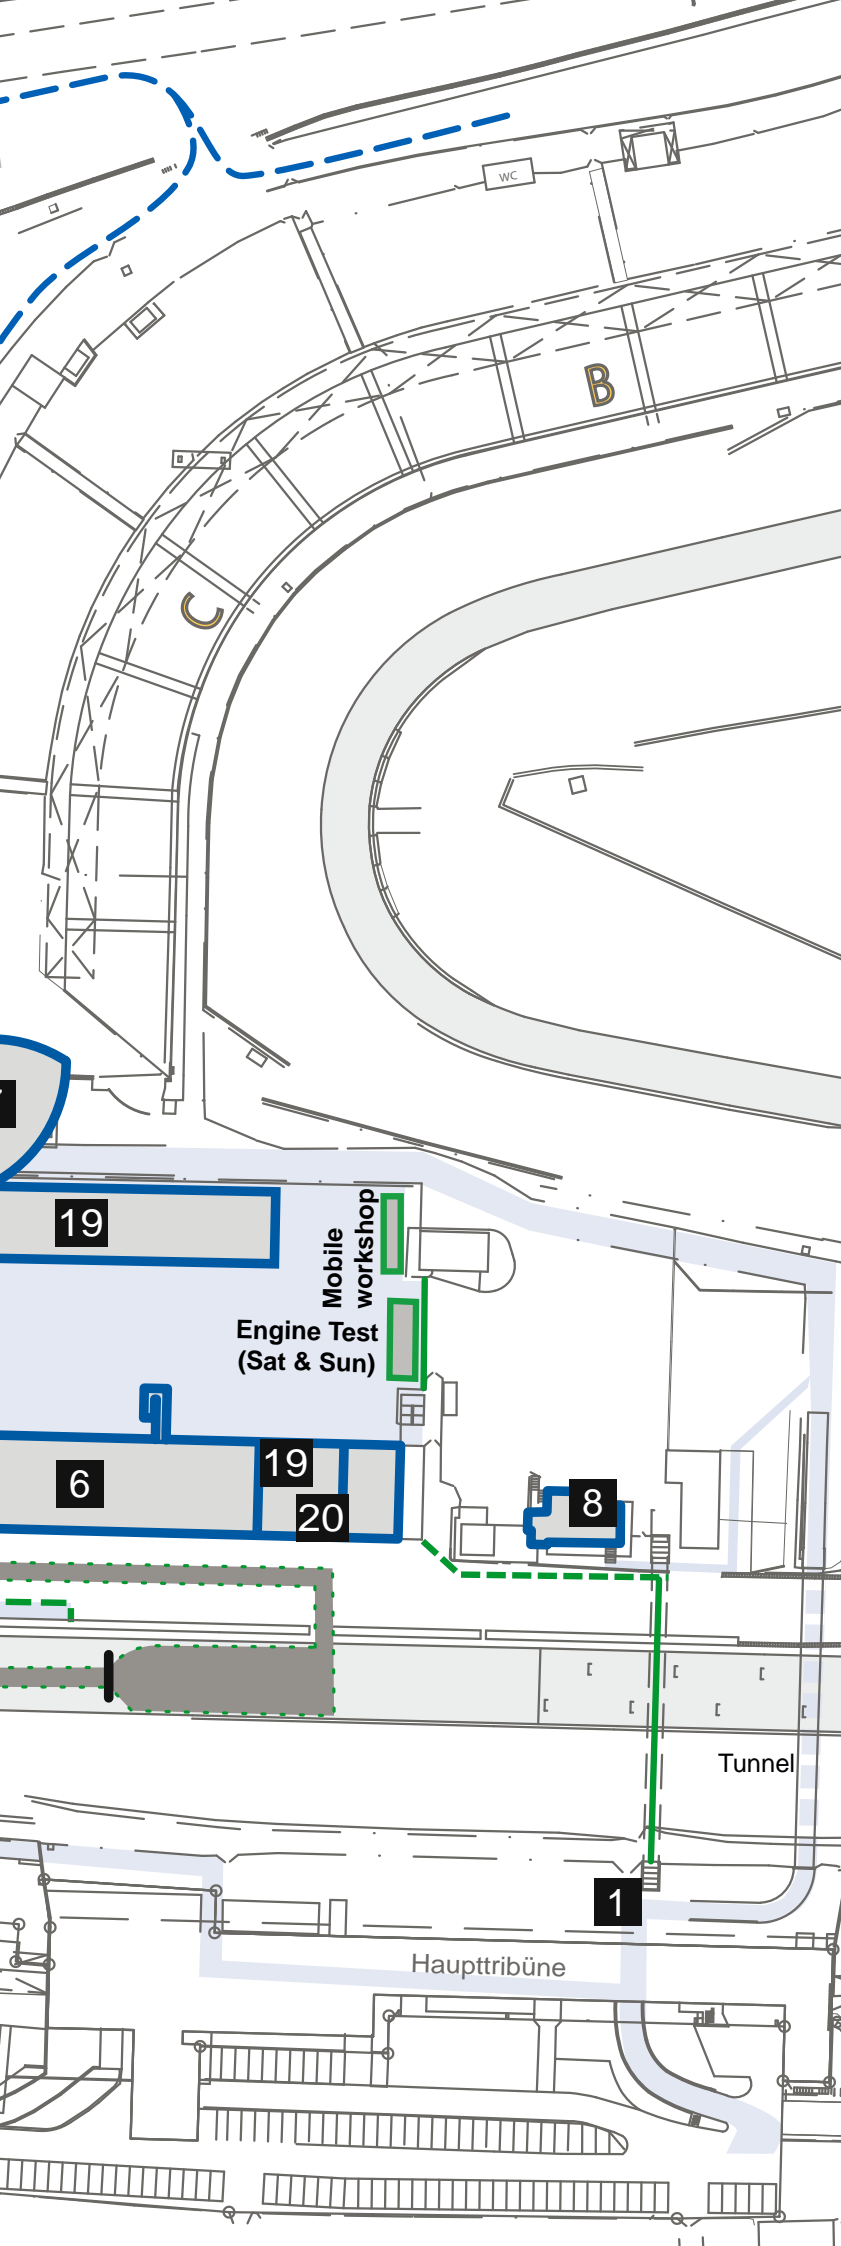 WC
B
C
19
Mobile
workshop
Engine Test
(Sat & Sun)
6
19
20
8
Tunnel
1
Haupttribüne